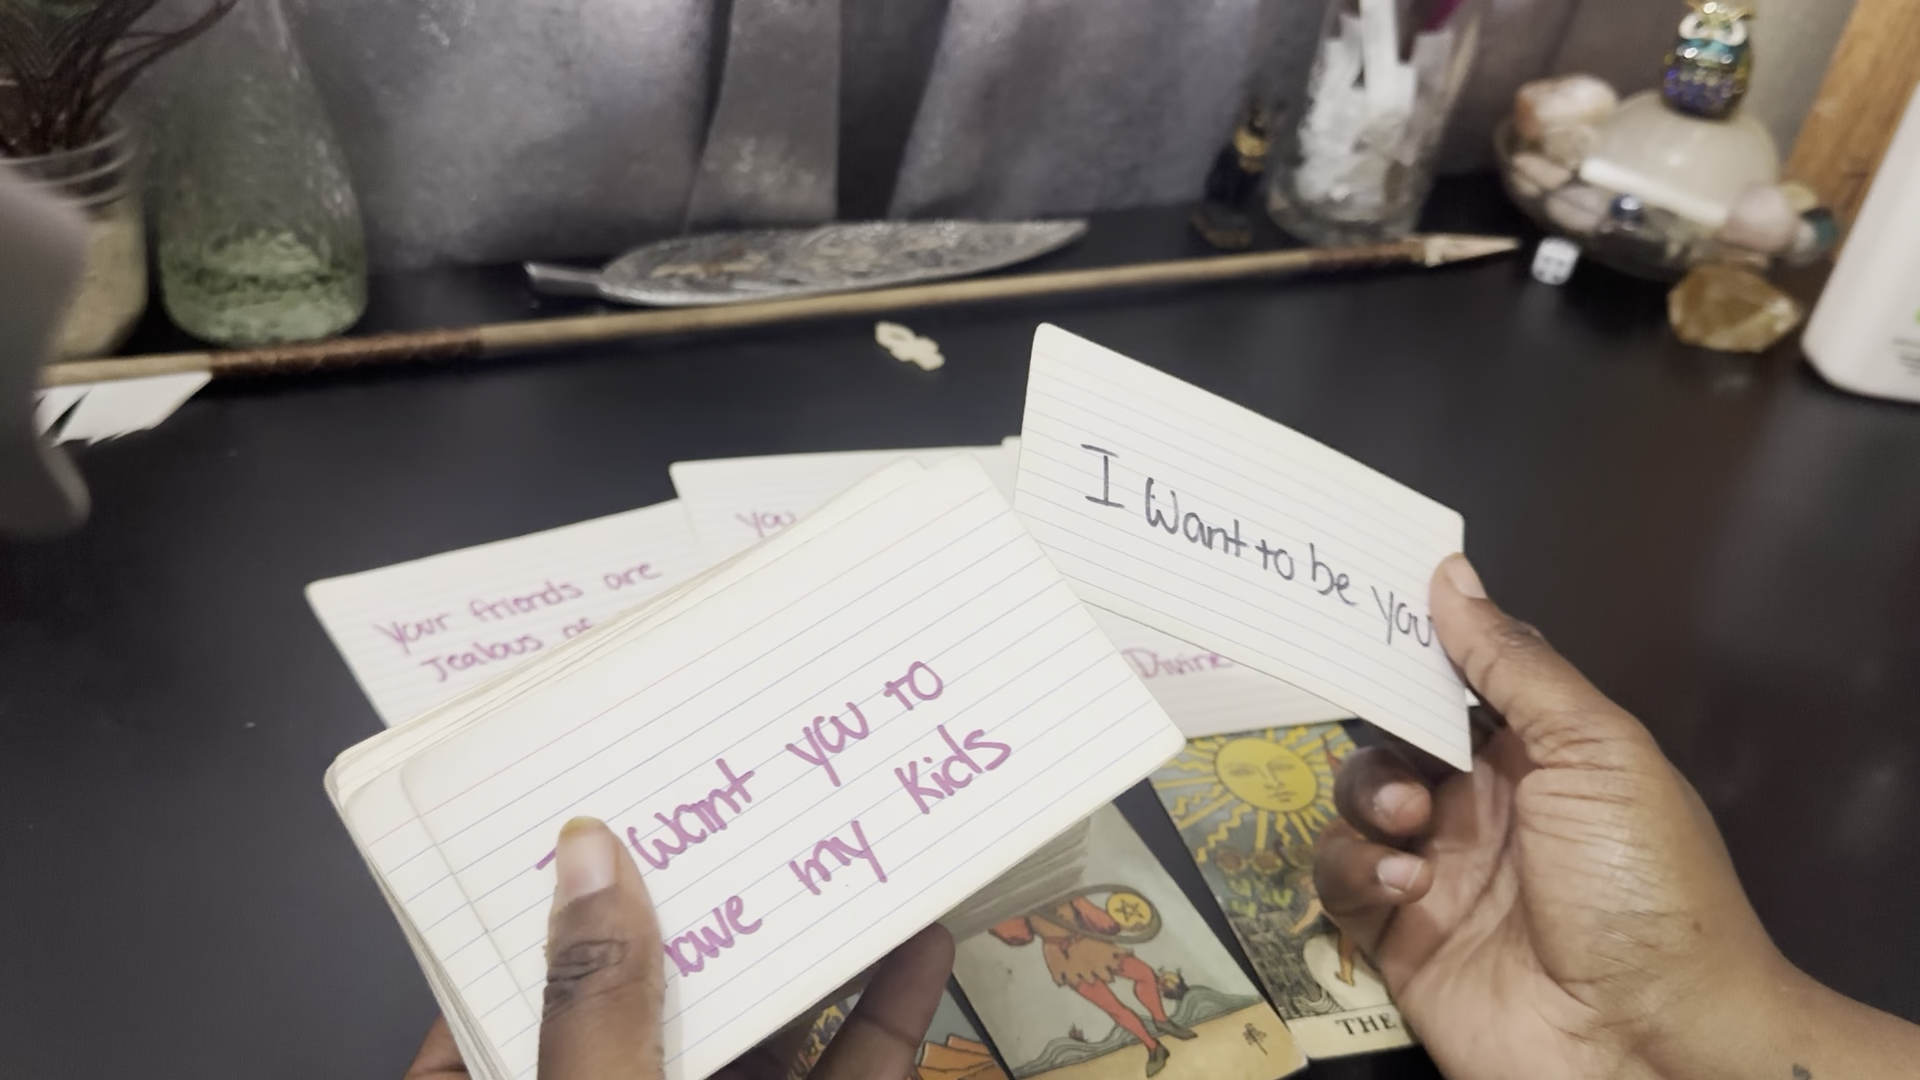 you
your friends are
Jealous of
I want to be you
Divine
I want you to
have my kids
THE